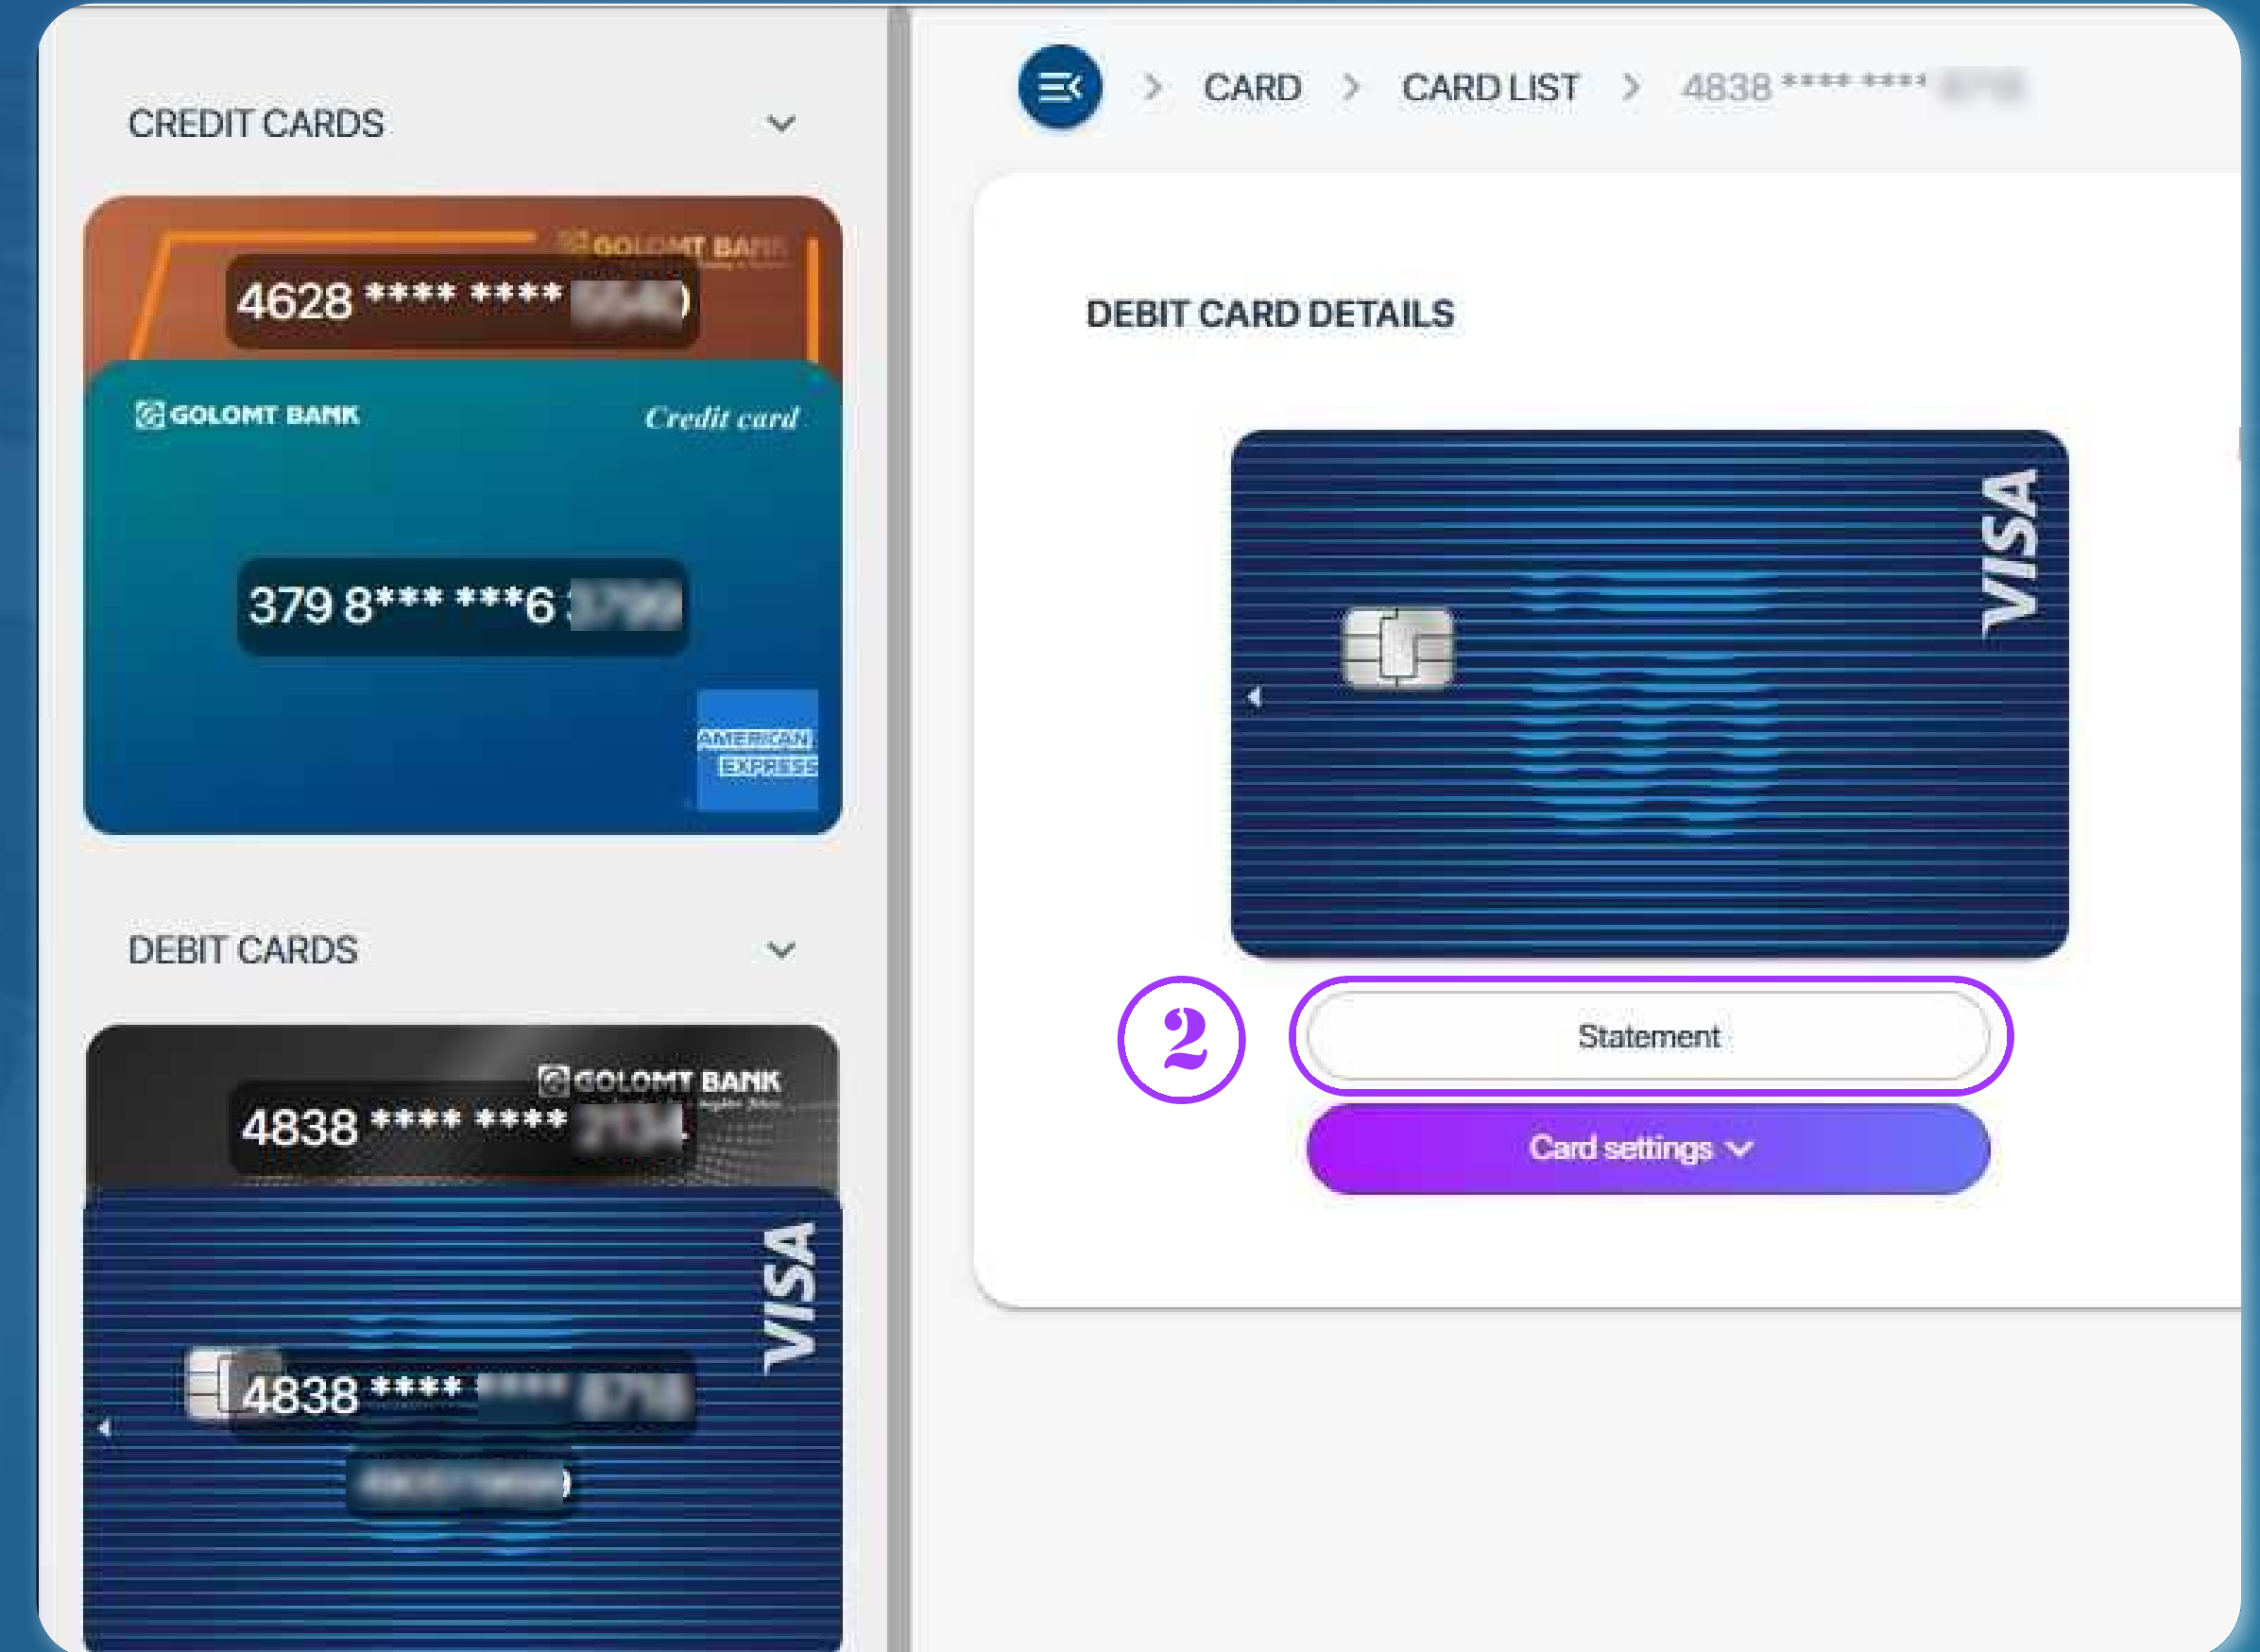 CREDIT CARDS
GOLOMT BANK
4628 **** ****
GOLOMT BANK
Credit card
379 8*** ***6
AMERICAN
EXPRESS
DEBIT CARDS
GOLOMT BANK
4838 **** ****
VISA
4838 ****
> CARD > CARD LIST > 4838 **** ****
DEBIT CARD DETAILS
VISA
2
Statement
Card settings